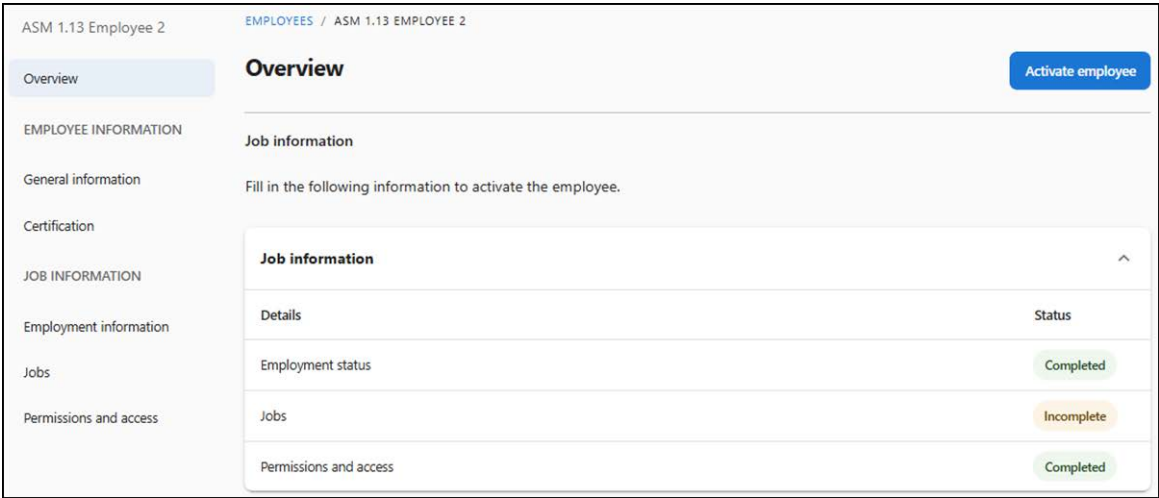 ASM 1.13 Employee 2
Overview
EMPLOYEE INFORMATION
General information
Certification
JOB INFORMATION
Employment information
Jobs
Permissions and access
EMPLOYEES / ASM 1.13 EMPLOYEE 2
Overview
Activate employee
Job information
Fill in the following information to activate the employee.
Job information
Details Status
Employment status Completed
Jobs Incomplete
Permissions and access Completed